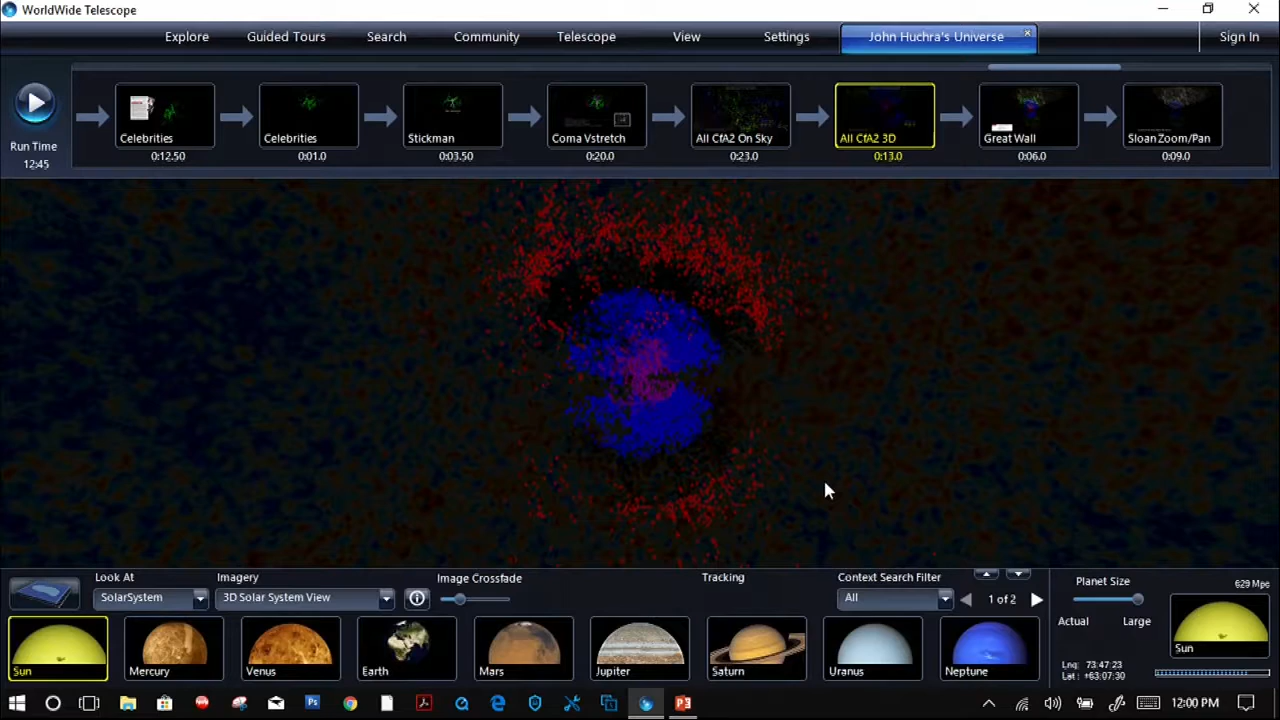 WorldWide Telescope
Explore Guided Tours Search Community Telescope View Settings John Huchra's Universe Sign In
Run Time
12:45
Celebrities
0:12.50
Celebrities
0:01.0
Stickman
0:03.50
Coma Vstretch
0:20.0
All CfA2 On Sky
0:23.0
All CfA2 3D
0:13.0
Great Wall
0:06.0
Sloan Zoom/Pan
0:09.0
Look At
SolarSystem
Imagery
3D Solar System View
Image Crossfade
Tracking
Context Search Filter
All
1 of 2
Planet Size
Actual Large
629 Mpc
Sun
Lnq: 73:47:23
Lat : +63:07:30
Sun
Mercury
Venus
Earth
Mars
Jupiter
Saturn
Uranus
Neptune
12:00 PM